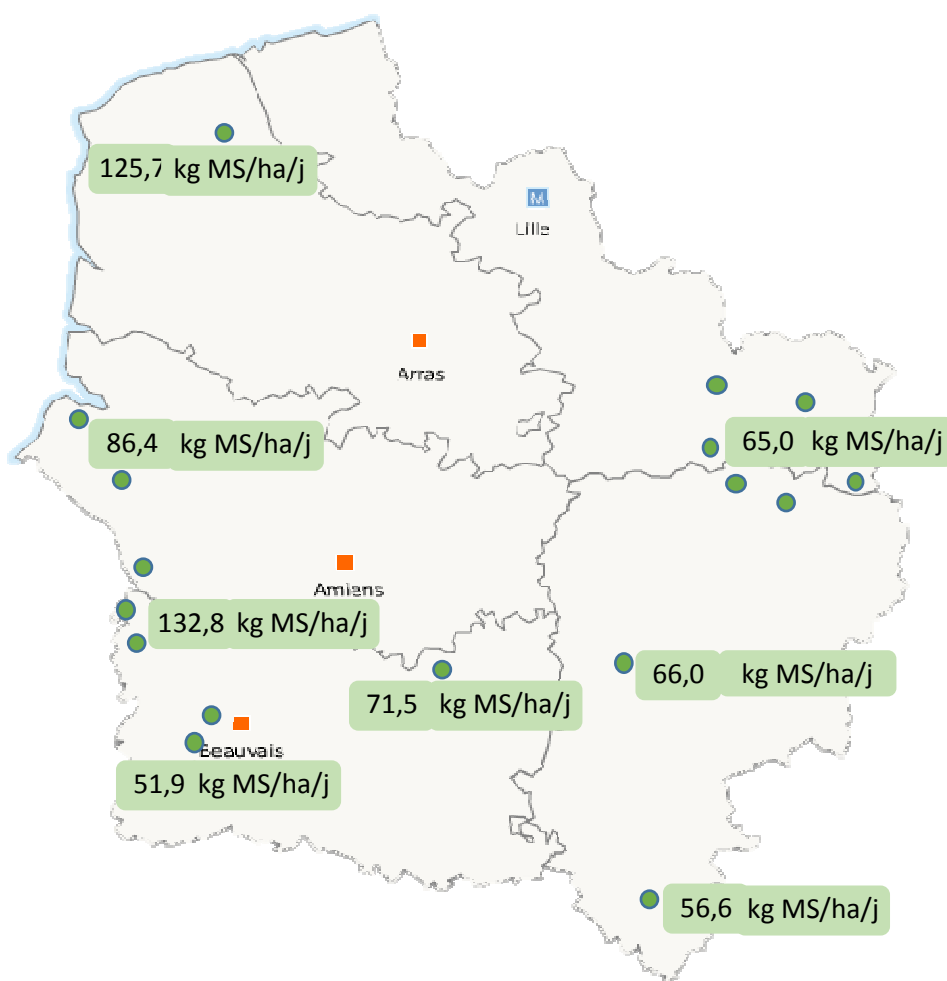 125,7 kg MS/ha/j
M
Lille
Arras
86,4 kg MS/ha/j
65,0 kg MS/ha/j
Amiens
132,8 kg MS/ha/j
66,0 kg MS/ha/j
71,5 kg MS/ha/j
Beauvais
51,9 kg MS/ha/j
56,6 kg MS/ha/j